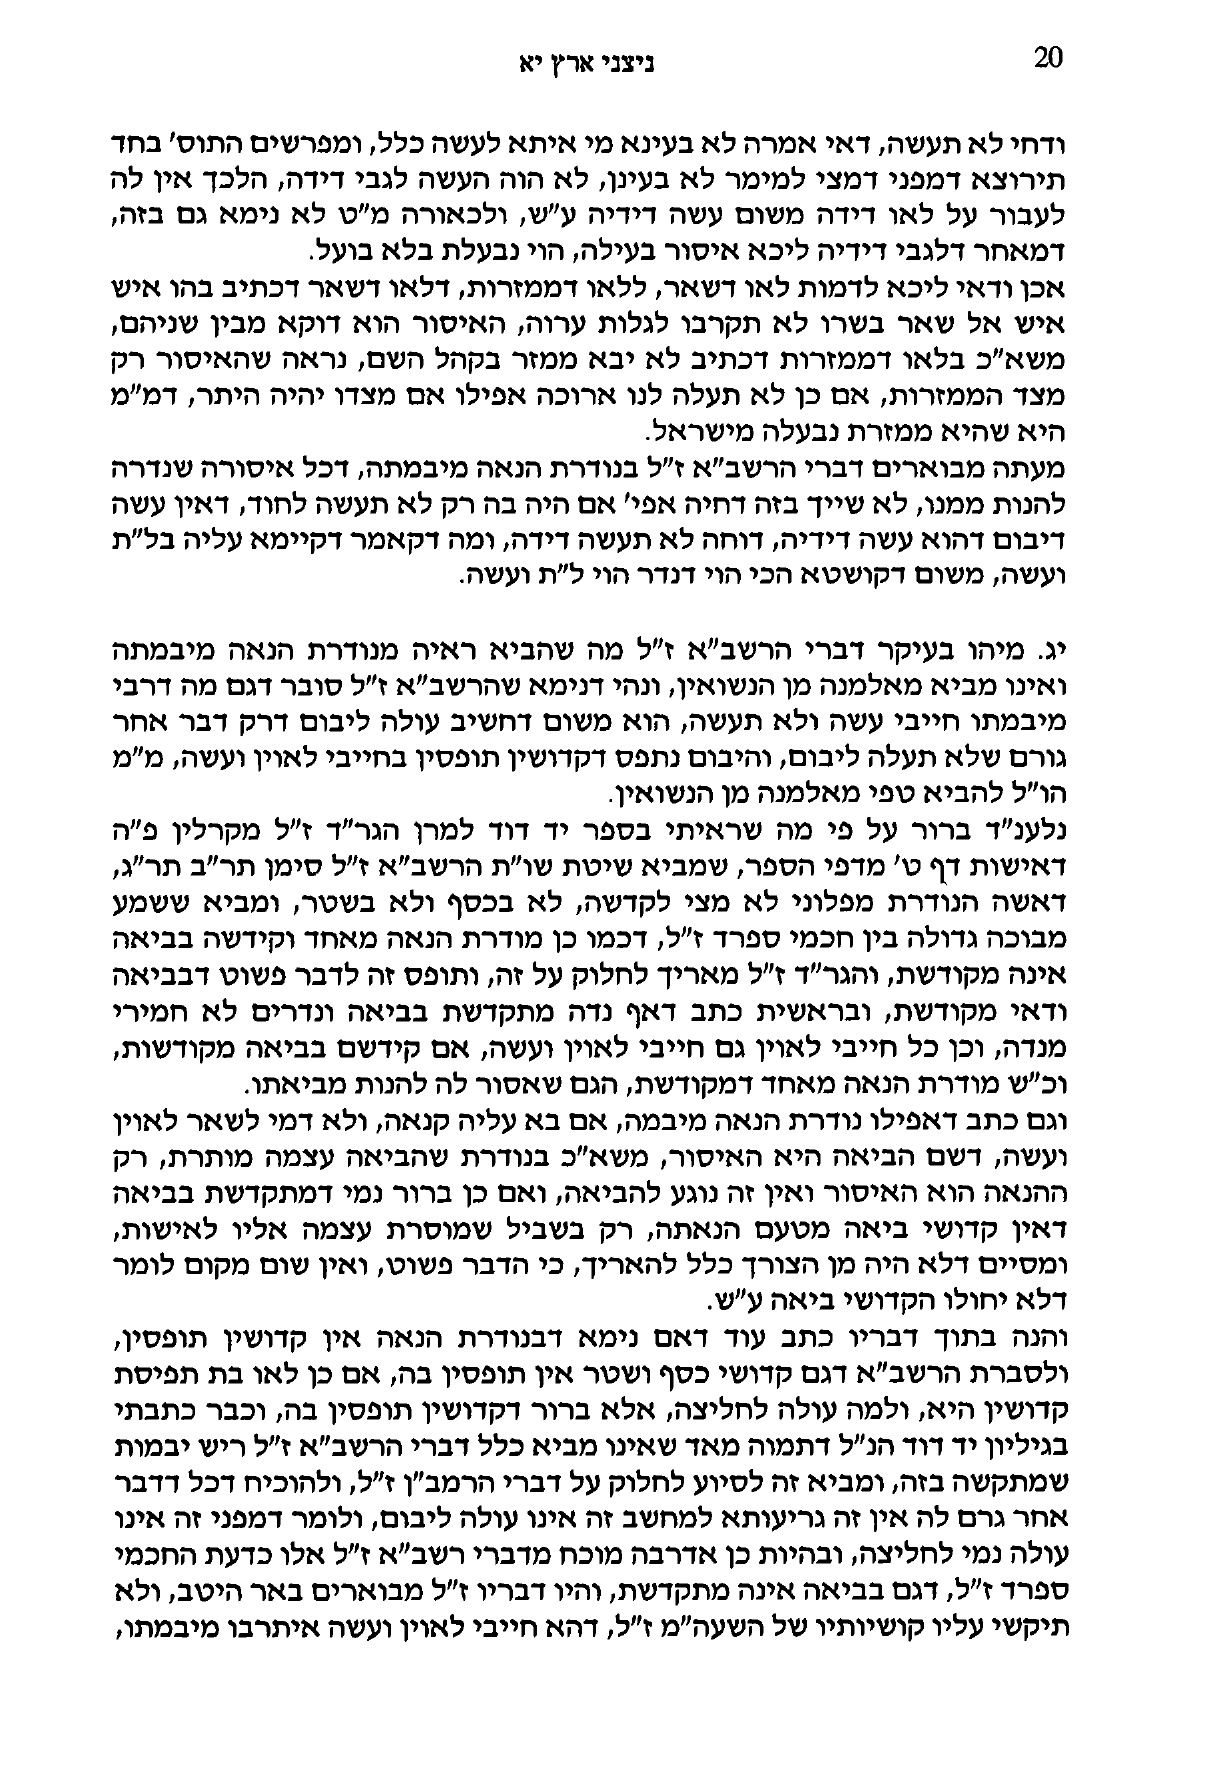 20
ניצני ארץ יא
ודחי לא תעשה, דאי אמרה לא בעינא מי איתא לעשה כלל, ומפרשים התוס' בחד
תירוצא דמפני דמצי למימר לא בעינן, לא הוה העשה לגבי דידה, הלכך אין לה
לעבור על לאו דידה משום עשה דידיה ע"ש, ולכאורה מ"ט לא נימא גם בזה,
דמאחר דלגבי דידיה ליכא איסור בעילה, הוי נבעלת בלא בועל.
אכן ודאי ליכא לדמות לאו דשאר, ללאו דממזרות, דלאו דשאר דכתיב בהו איש
איש אל שאר בשרו לא תקרבו לגלות ערוה, האיסור הוא דוקא מבין שניהם,
משא"כ בלאו דממזרות דכתיב לא יבא ממזר בקהל השם, נראה שהאיסור רק
מצד הממזרות, אם כן לא תעלה לנו ארוכה אפילו אם מצדו יהיה היתר, דמ"מ
היא שהיא ממזרת נבעלה מישראל.
מעתה מבוארים דברי הרשב"א ז"ל בנודרת הנאה מיבמתה, דכל איסורה שנדרה
להנות ממנו, לא שייך בזה דחיה אפי' אם היה בה רק לא תעשה לחוד, דאין עשה
דיבום דהוא עשה דידיה, דוחה לא תעשה דידה, ומה דקאמר דקיימא עליה בל"ת
ועשה, משום דקושטא הכי הוי דנדר הוי ל"ת ועשה.
יג. מיהו בעיקר דברי הרשב"א ז"ל מה שהביא ראיה מנודרת הנאה מיבמתה
ואינו מביא מאלמנה מן הנשואין, ונהי דנימא שהרשב"א ז"ל סובר דגם מה דרבי
מיבמתו חייבי עשה ולא תעשה, הוא משום דחשיב עולה ליבום דרק דבר אחר
גורם שלא תעלה ליבום, והיבום נתפס דקדושין תופסין בחייבי לאוין ועשה, מ"מ
הו"ל להביא טפי מאלמנה מן הנשואין.
נלענ"ד ברור על פי מה שראיתי בספר יד דוד למרן הגר"ד ז"ל מקרלין פ"ה
דאישות דף ט' מדפי הספר, שמביא שיטת שו"ת הרשב"א ז"ל סימן תר"ב תר"ג,
דאשה הנודרת מפלוני לא מצי לקדשה, לא בכסף ולא בשטר, ומביא ששמע
מבוכה גדולה בין חכמי ספרד ז"ל, דכמו כן מודרת הנאה מאחד וקידשה בביאה
אינה מקודשת, והגר"ד ז"ל מאריך לחלוק על זה, ותופס זה לדבר פשוט דבביאה
ודאי מקודשת, ובראשית כתב דאף נדה מתקדשת בביאה ונדרים לא חמירי
מנדה, וכן כל חייבי לאוין גם חייבי לאוין ועשה, אם קידשם בביאה מקודשות,
וכ"ש מודרת הנאה מאחד דמקודשת, הגם שאסור לה להנות מביאתו.
וגם כתב דאפילו נודרת הנאה מיבמה, אם בא עליה קנאה, ולא דמי לשאר לאוין
ועשה, דשם הביאה היא האיסור, משא"כ בנודרת שהביאה עצמה מותרת, רק
ההנאה הוא האיסור ואין זה נוגע להביאה, ואם כן ברור נמי דמתקדשת בביאה
דאין קדושי ביאה מטעם הנאתה, רק בשביל שמוסרת עצמה אליו לאישות,
ומסיים דלא היה מן הצורך כלל להאריך, כי הדבר פשוט, ואין שום מקום לומר
דלא יחולו הקדושי ביאה ע"ש.
והנה בתוך דבריו כתב עוד דאם נימא דבנודרת הנאה אין קדושין תופסין,
ולסברת הרשב"א דגם קדושי כסף ושטר אין תופסין בה, אם כן לאו בת תפיסת
קדושין היא, ולמה עולה לחליצה, אלא ברור דקדושין תופסין בה, וכבר כתבתי
בגיליון יד דוד הנ"ל דתמוה מאד שאינו מביא כלל דברי הרשב"א ז"ל ריש יבמות
שמתקשה בזה, ומביא זה לסיוע לחלוק על דברי הרמב"ן ז"ל, ולהוכיח דכל דדבר
אחר גרם לה אין זה גריעותא למחשב זה אינו עולה ליבום, ולומר דמפני זה אינו
עולה נמי לחליצה, ובהיות כן אדרבה מוכח מדברי רשב"א ז"ל אלו כדעת החכמי
ספרד ז"ל, דגם בביאה אינה מתקדשת, והיו דבריו ז"ל מבוארים באר היטב, ולא
תיקשי עליו קושיותיו של השעה"מ ז"ל, דהא חייבי לאוין ועשה איתרבו מיבמתו,